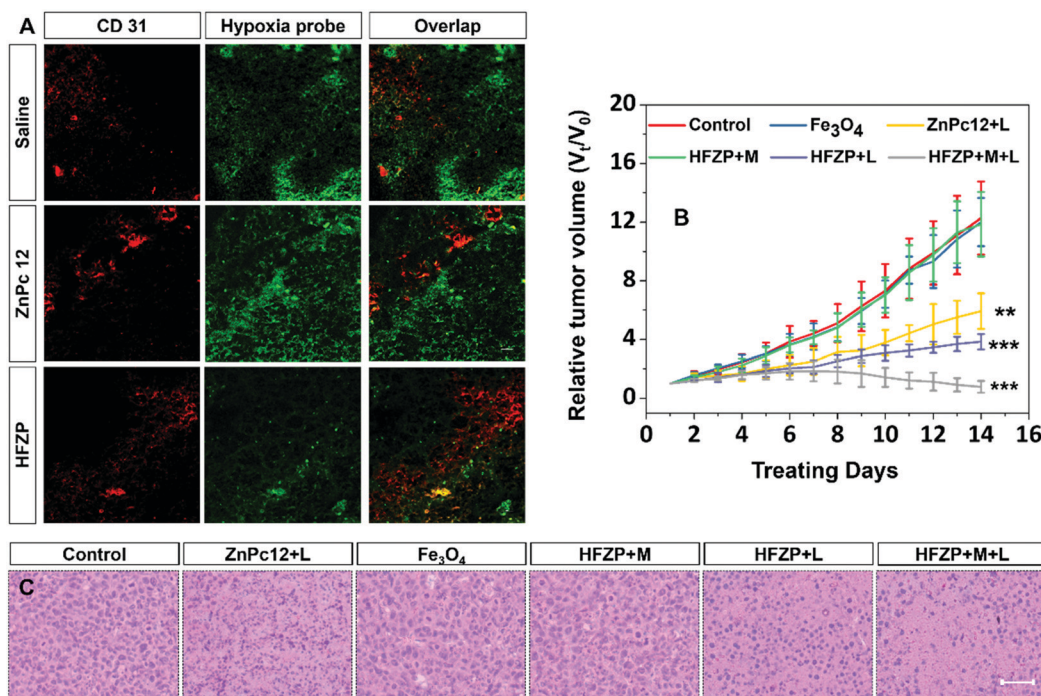 A
CD 31 Hypoxia probe Overlap
Saline
ZnPc 12
HFZP
Relative tumor volume (Vₜ/V₀)
20
16
12
8
4
0
Control Fe₃O₄ ZnPc12+L
HFZP+M HFZP+L HFZP+M+L
B
**
***
***
0 2 4 6 8 10 12 14 16
Treating Days
Control ZnPc12+L Fe₃O₄ HFZP+M HFZP+L HFZP+M+L
C